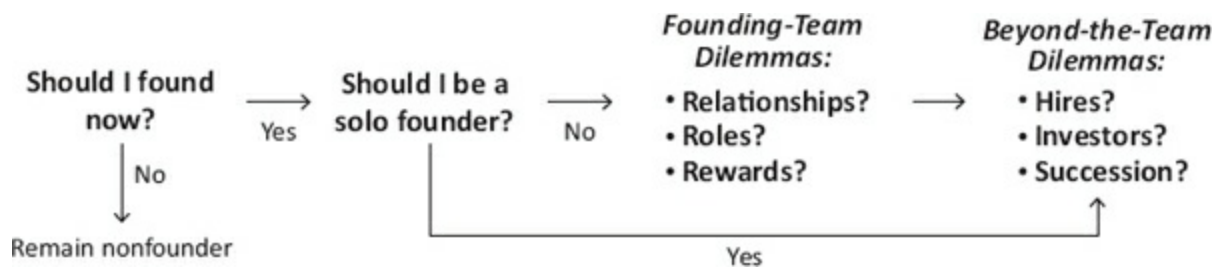 Should I found
now?
Yes
No
Remain nonfounder
Should I be a
solo founder?
No
Yes
Founding-Team
Dilemmas:
• Relationships?
• Roles?
• Rewards?
Beyond-the-Team
Dilemmas:
• Hires?
• Investors?
• Succession?